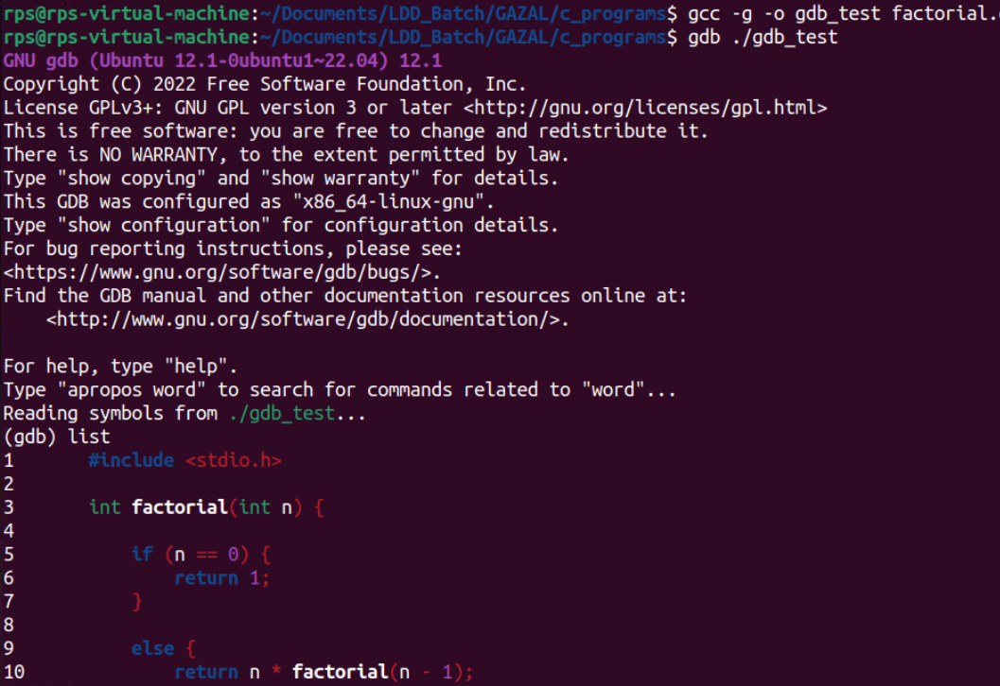 rps@rps-virtual-machine:~/Documents/LDD_Batch/GAZAL/c_programs$ gcc -g -o gdb_test factorial.
rps@rps-virtual-machine:~/Documents/LDD_Batch/GAZAL/c_programs$ gdb ./gdb_test
GNU gdb (Ubuntu 12.1-0ubuntu1~22.04) 12.1
Copyright (C) 2022 Free Software Foundation, Inc.
License GPLv3+: GNU GPL version 3 or later <http://gnu.org/licenses/gpl.html>
This is free software: you are free to change and redistribute it.
There is NO WARRANTY, to the extent permitted by law.
Type "show copying" and "show warranty" for details.
This GDB was configured as "x86_64-linux-gnu".
Type "show configuration" for configuration details.
For bug reporting instructions, please see:
<https://www.gnu.org/software/gdb/bugs/>.
Find the GDB manual and other documentation resources online at:
    <http://www.gnu.org/software/gdb/documentation/>.

For help, type "help".
Type "apropos word" to search for commands related to "word"...
Reading symbols from ./gdb_test...
(gdb) list
1       #include <stdio.h>
2
3       int factorial(int n) {
4
5           if (n == 0) {
6               return 1;
7           }
8
9           else {
10              return n * factorial(n - 1);